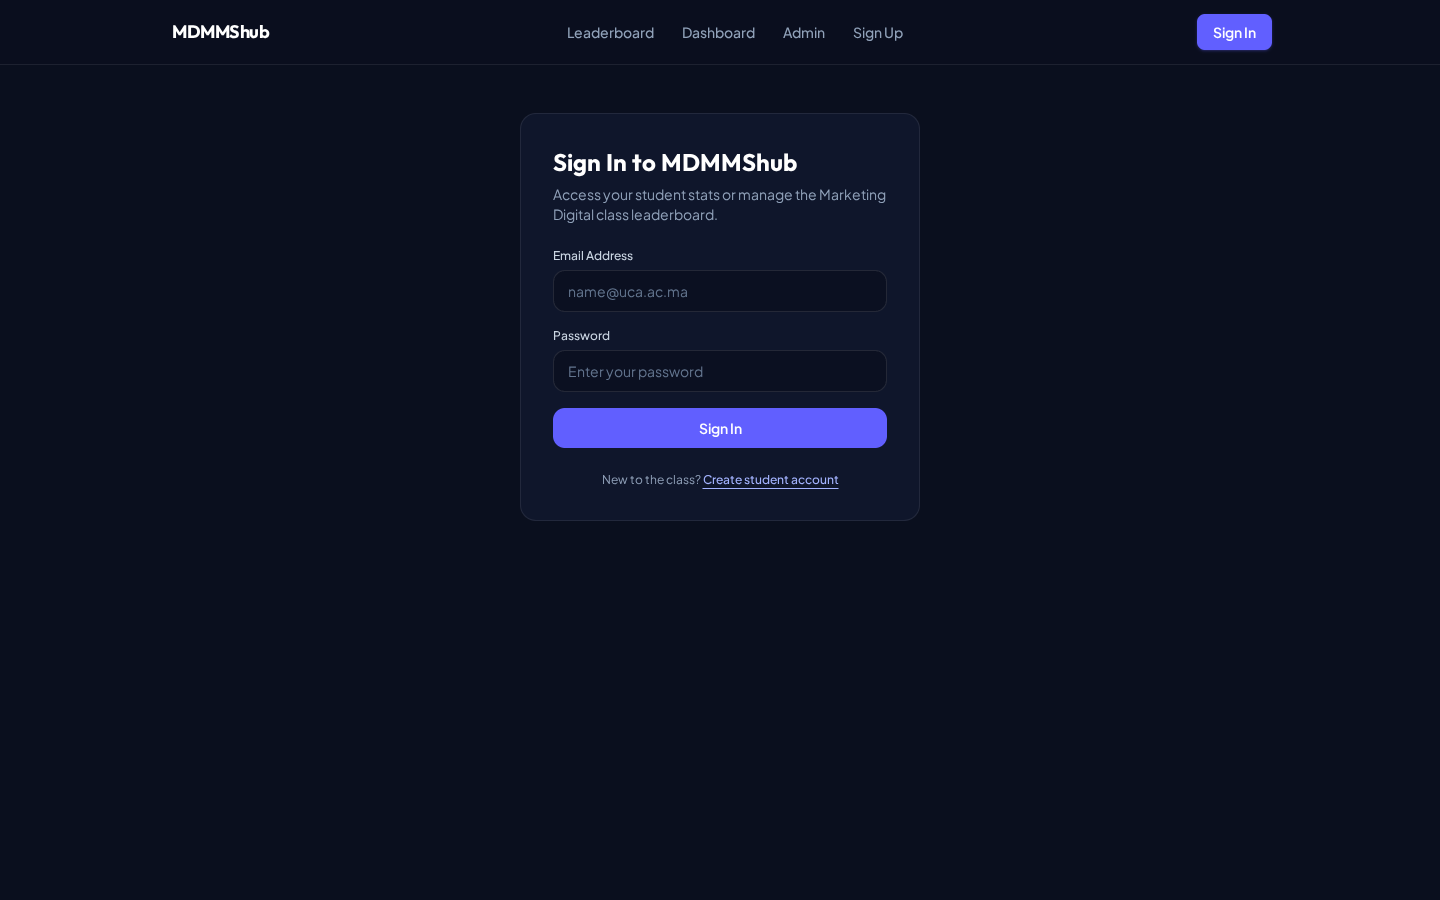 MDMMShub
Leaderboard
Dashboard
Admin
Sign Up
Sign In
Sign In to MDMMShub
Access your student stats or manage the Marketing
Digital class leaderboard.
Email Address
name@uca.ac.ma
Password
Enter your password
Sign In
New to the class? Create student account